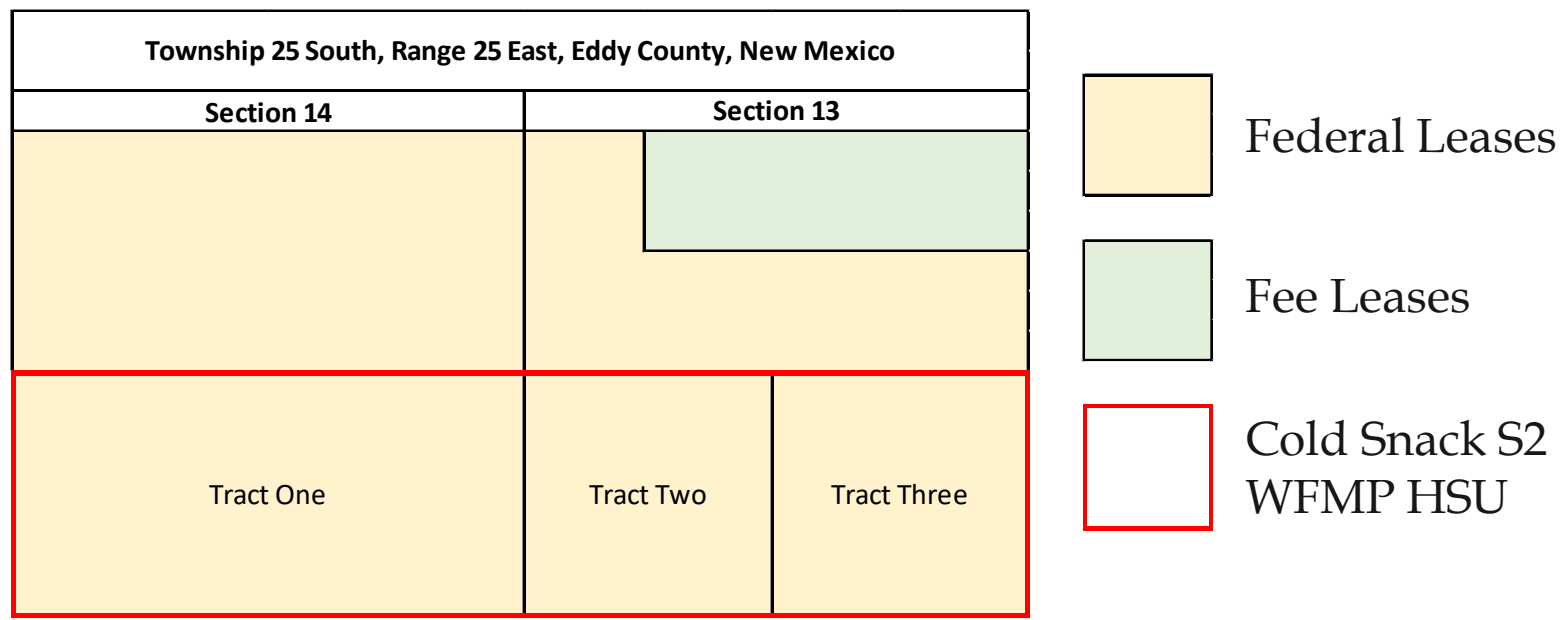 Township 25 South, Range 25 East, Eddy County, New Mexico
Section 14
Section 13
Tract One
Tract Two
Tract Three
Federal Leases
Fee Leases
Cold Snack S2
WFMP HSU